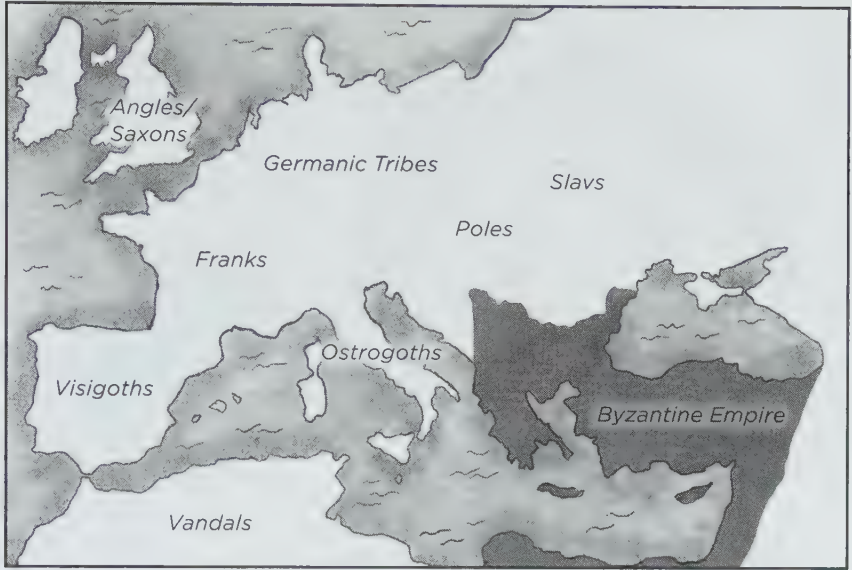 Angles/
Saxons
Germanic Tribes
Slavs
Poles
Franks
Ostrogoths
Visigoths
Byzantine Empire
Vandals